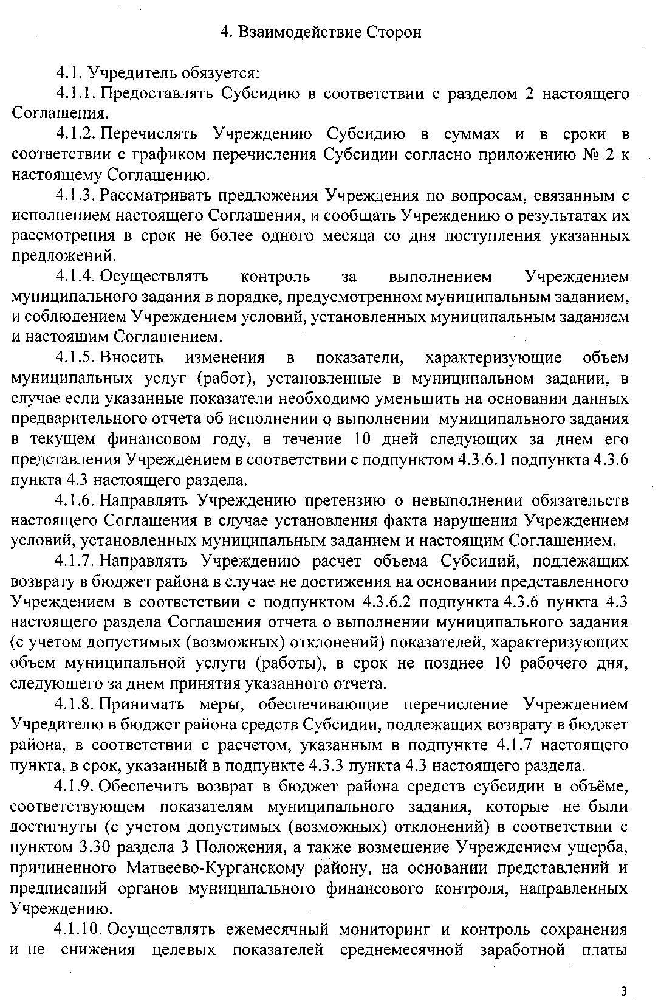 4. Взаимодействие Сторон
4.1. Учредитель обязуется:
4.1.1. Предоставлять Субсидию в соответствии с разделом 2 настоящего
Соглашения.
4.1.2. Перечислять Учреждению Субсидию в суммах и в сроки в
соответствии с графиком перечисления Субсидии согласно приложению № 2 к
настоящему Соглашению.
4.1.3. Рассматривать предложения Учреждения по вопросам, связанным с
исполнением настоящего Соглашения, и сообщать Учреждению о результатах их
рассмотрения в срок не более одного месяца со дня поступления указанных
предложений.
4.1.4. Осуществлять контроль за выполнением Учреждением
муниципального задания в порядке, предусмотренном муниципальным заданием,
и соблюдением Учреждением условий, установленных муниципальным заданием
и настоящим Соглашением.
4.1.5. Вносить изменения в показатели, характеризующие объем
муниципальных услуг (работ), установленные в муниципальном задании, в
случае если указанные показатели необходимо уменьшить на основании данных
предварительного отчета об исполнении о выполнении муниципального задания
в текущем финансовом году, в течение 10 дней следующих за днем его
представления Учреждением в соответствии с подпунктом 4.3.6.1 подпункта 4.3.6
пункта 4.3 настоящего раздела.
4.1.6. Направлять Учреждению претензию о невыполнении обязательств
настоящего Соглашения в случае установления факта нарушения Учреждением
условий, установленных муниципальным заданием и настоящим Соглашением.
4.1.7. Направлять Учреждению расчет объема Субсидий, подлежащих
возврату в бюджет района в случае не достижения на основании представленного
Учреждением в соответствии с подпунктом 4.3.6.2 подпункта 4.3.6 пункта 4.3
настоящего раздела Соглашения отчета о выполнении муниципального задания
(с учетом допустимых (возможных) отклонений) показателей, характеризующих
объем муниципальной услуги (работы), в срок не позднее 10 рабочего дня,
следующего за днем принятия указанного отчета.
4.1.8. Принимать меры, обеспечивающие перечисление Учреждением
Учредителю в бюджет района средств Субсидии, подлежащих возврату в бюджет
района, в соответствии с расчетом, указанным в подпункте 4.1.7 настоящего
пункта, в срок, указанный в подпункте 4.3.3 пункта 4.3 настоящего раздела.
4.1.9. Обеспечить возврат в бюджет района средств субсидии в объёме,
соответствующем показателям муниципального задания, которые не были
достигнуты (с учетом допустимых (возможных) отклонений) в соответствии с
пунктом 3.30 раздела 3 Положения, а также возмещение Учреждением ущерба,
причиненного Матвеево-Курганскому району, на основании представлений и
предписаний органов муниципального финансового контроля, направленных
Учреждению.
4.1.10. Осуществлять ежемесячный мониторинг и контроль сохранения
и не снижения целевых показателей среднемесячной заработной платы
3